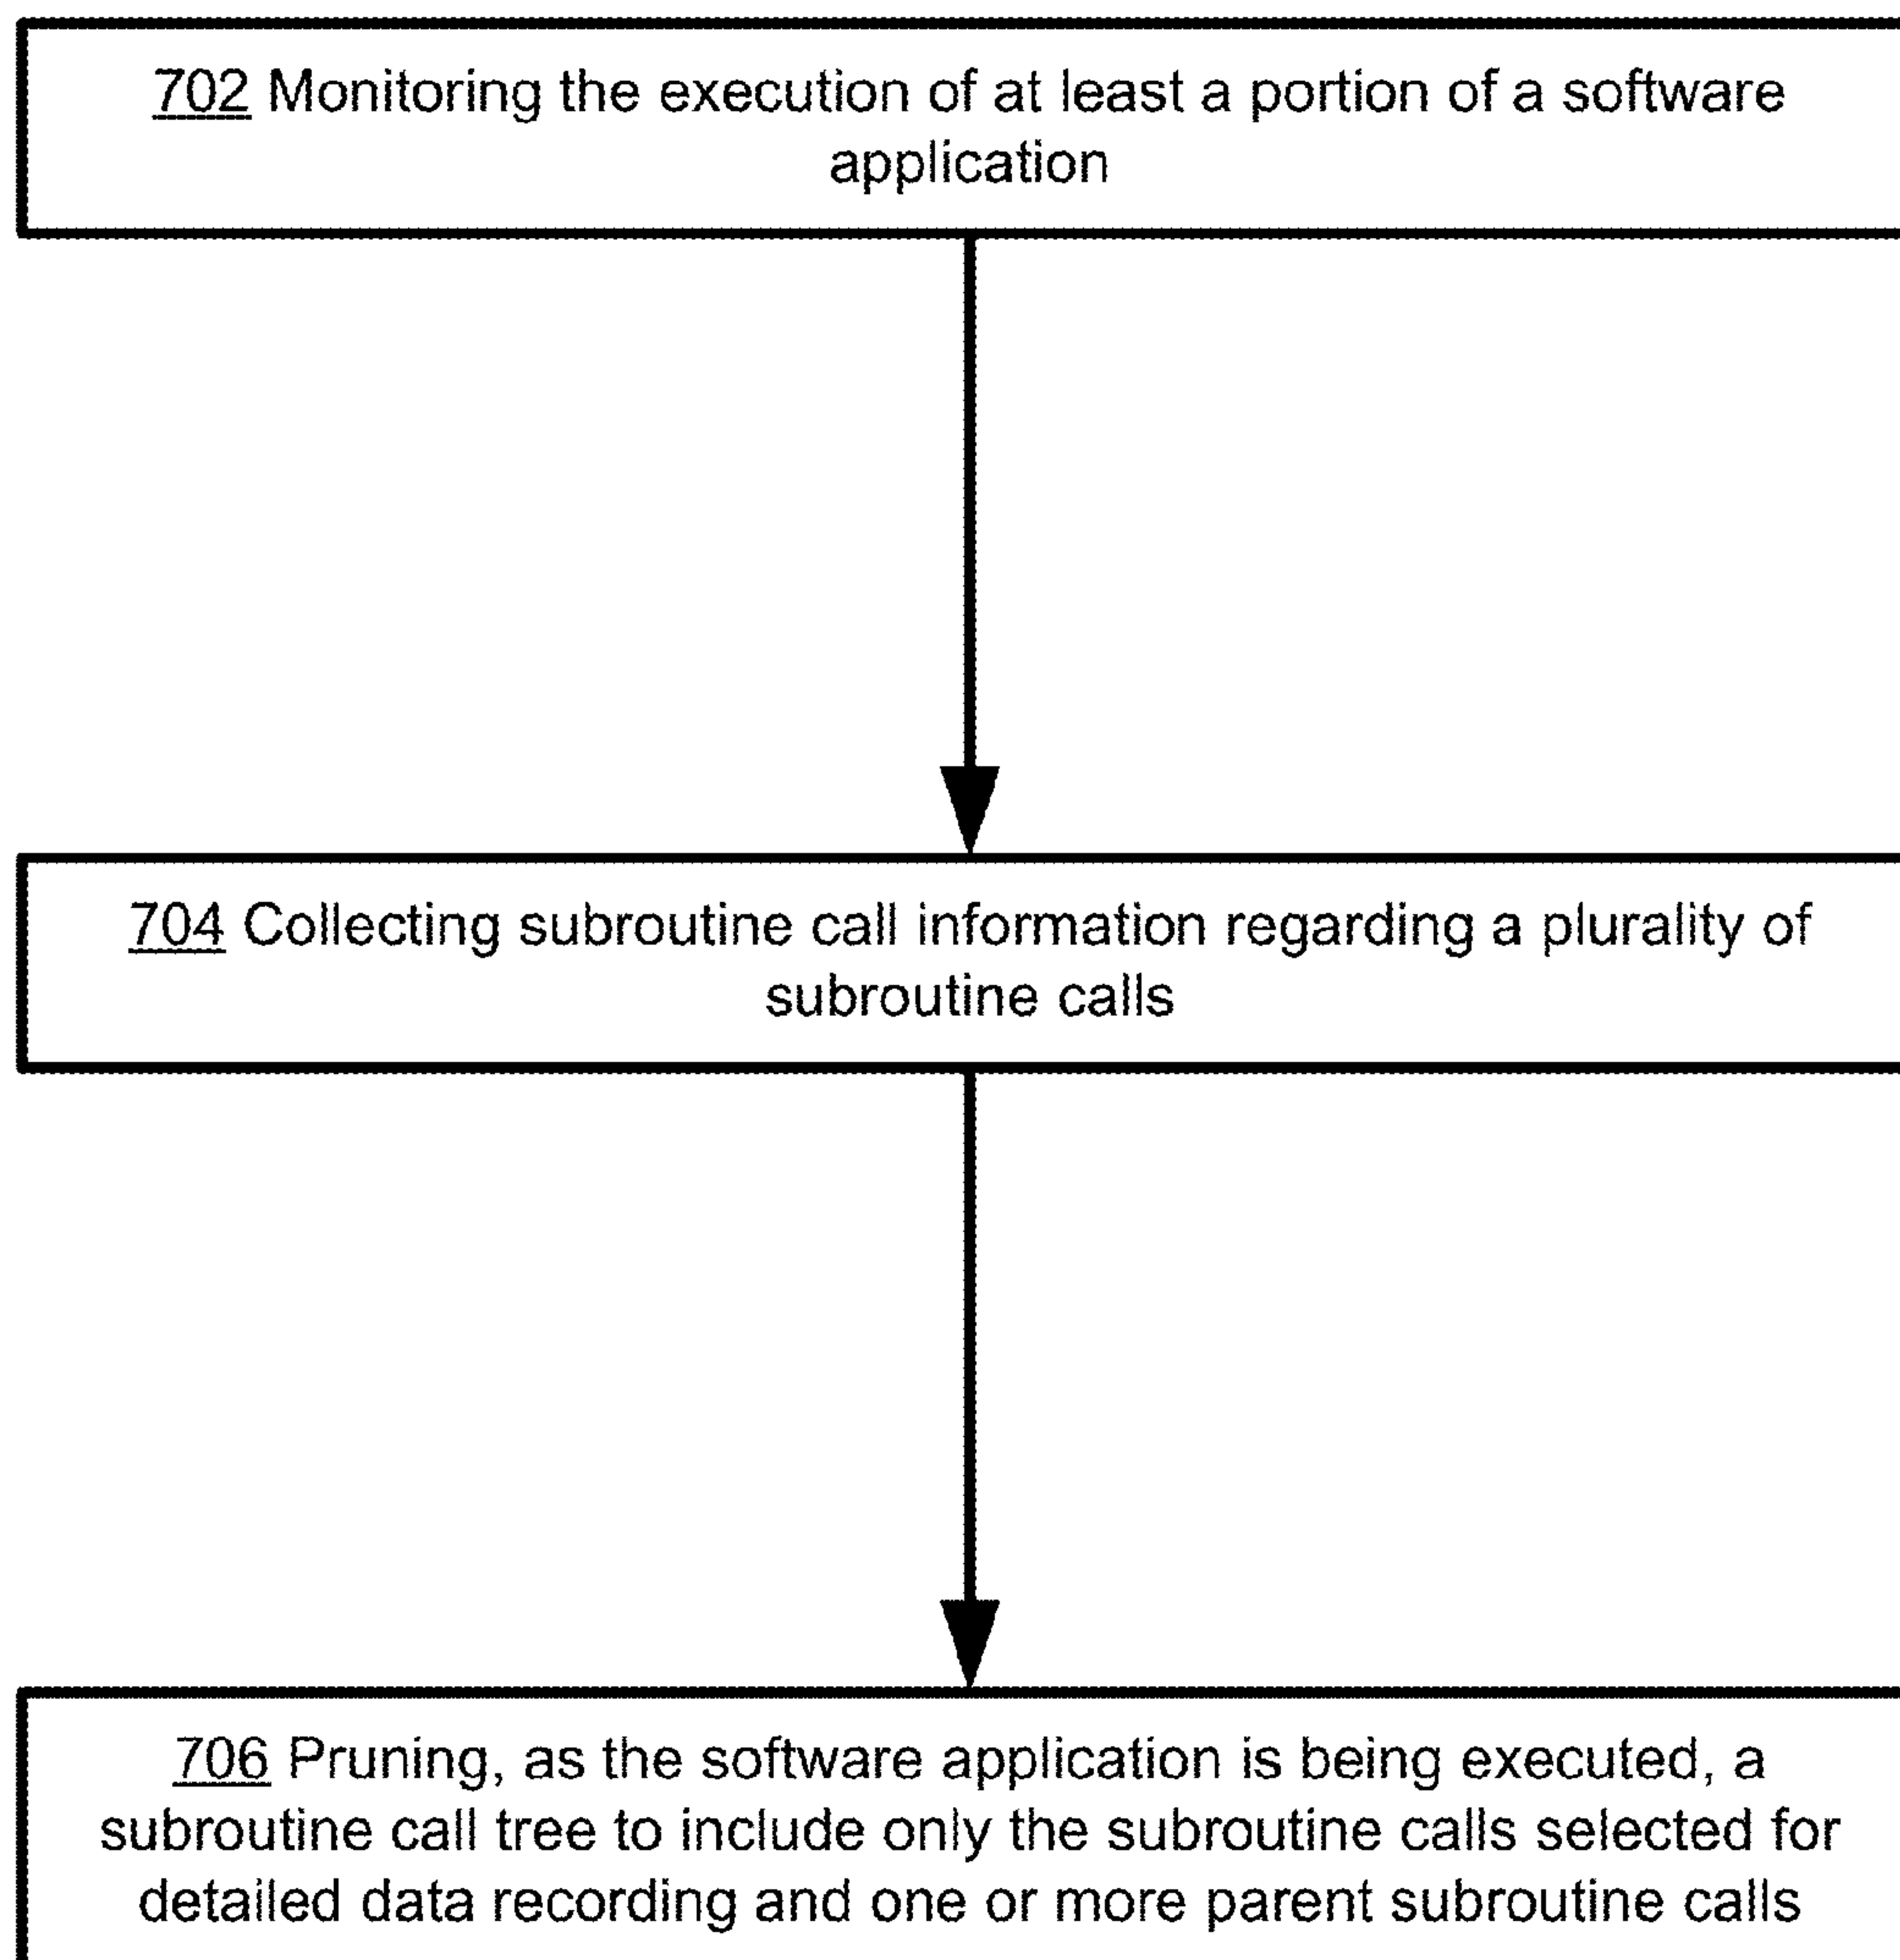 702 Monitoring the execution of at least a portion of a software
application
704 Collecting subroutine call information regarding a plurality of
subroutine calls
706 Pruning, as the software application is being executed, a
subroutine call tree to include only the subroutine calls selected for
detailed data recording and one or more parent subroutine calls